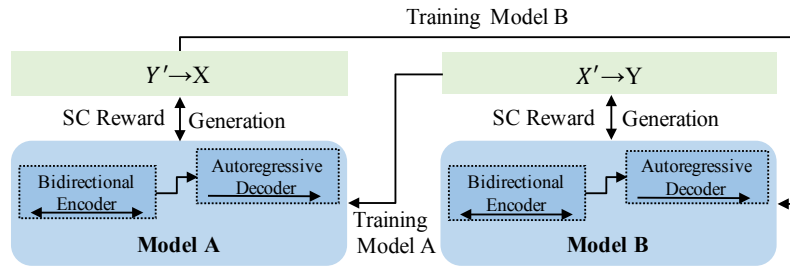 Training Model B
Y′→X
X′→Y
SC Reward
Generation
SC Reward
Generation
Bidirectional
Encoder
Autoregressive
Decoder
Model A
Training
Model A
Bidirectional
Encoder
Autoregressive
Decoder
Model B